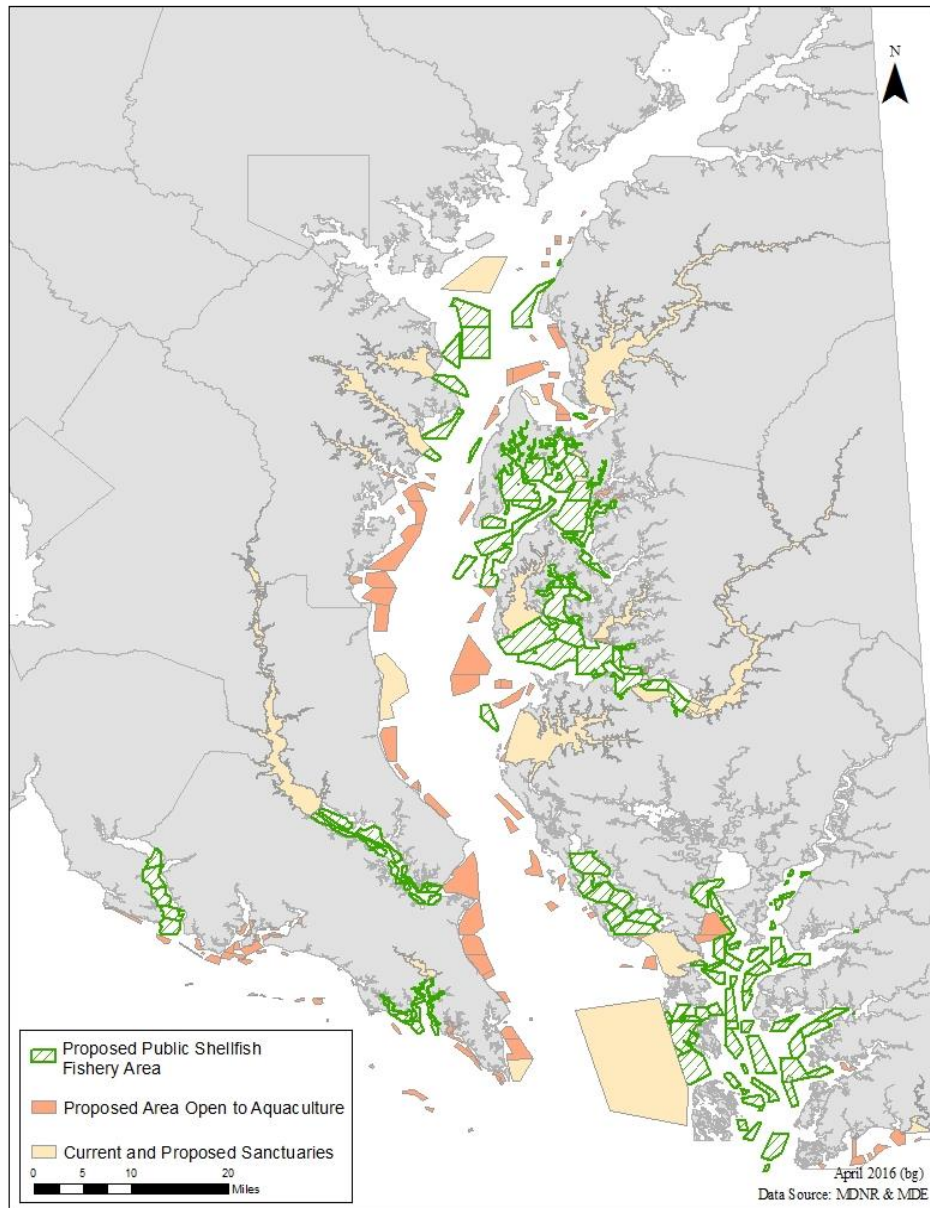 N
Proposed Public Shellfish
Fishery Area
Proposed Area Open to Aquaculture
Current and Proposed Sanctuaries
0 5 10 20
Miles
April 2016 (bg)
Data Source: MDNR & MDE